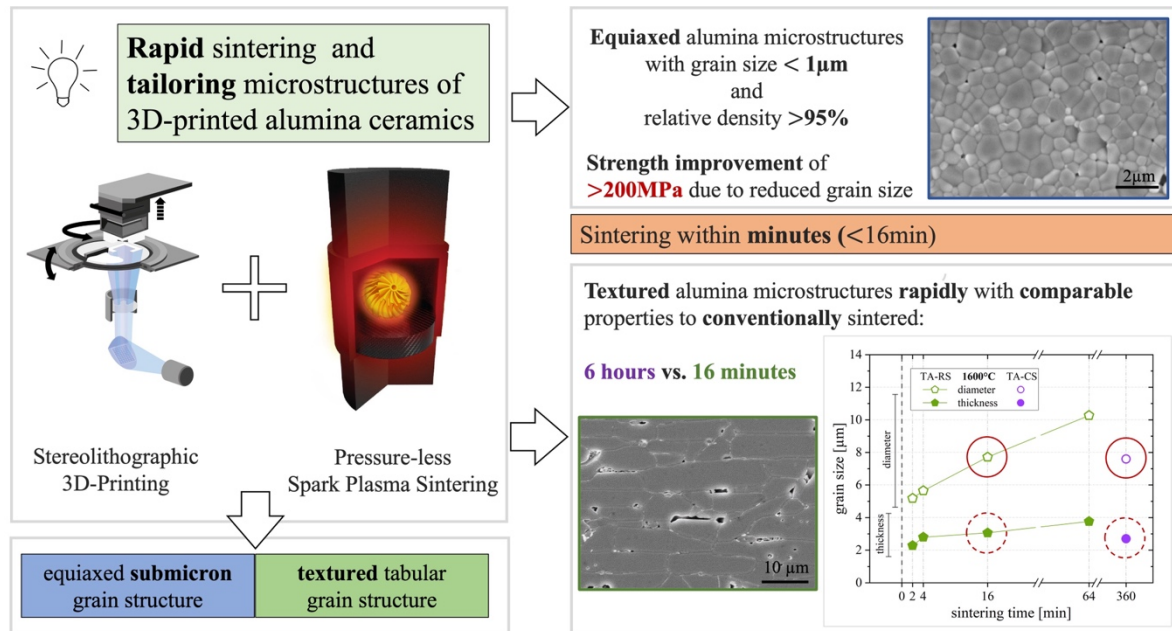 Rapid sintering and
tailoring microstructures of
3D-printed alumina ceramics
Stereolithographic
3D-Printing
Pressure-less
Spark Plasma Sintering
equiaxed submicron
grain structure
textured tabular
grain structure
Equiaxed alumina microstructures
with grain size < 1µm
and
relative density >95%
Strength improvement of
>200MPa due to reduced grain size
2µm
Sintering within minutes (<16min)
Textured alumina microstructures rapidly with comparable
properties to conventionally sintered:
6 hours vs. 16 minutes
10 µm
TA-RS 1600°C TA-CS
diameter
thickness
14
12
10
8
6
4
2
0
grain size [µm]
diameter
thickness
0 2 4 16 64 360
sintering time [min]